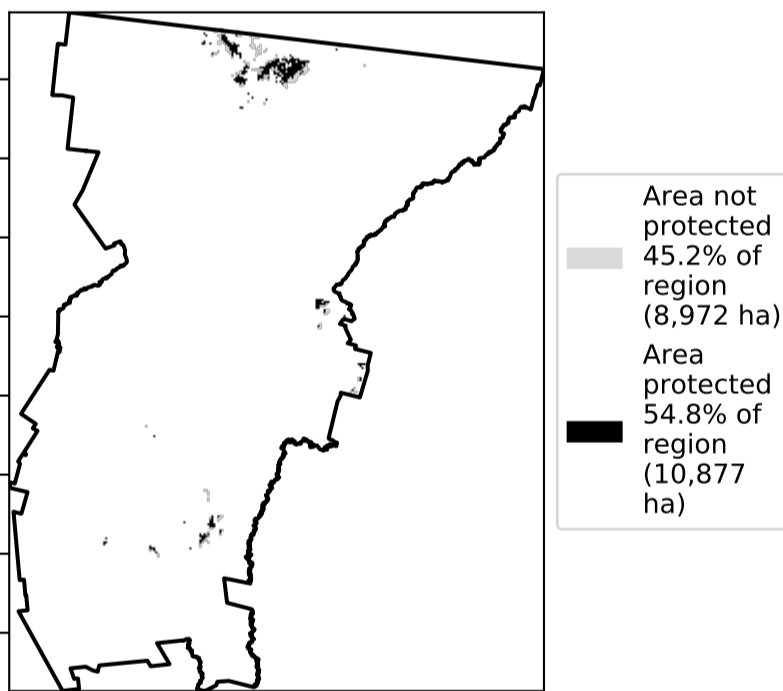 Area not
protected
45.2% of
region
(8,972 ha)
Area
protected
54.8% of
region
(10,877
ha)